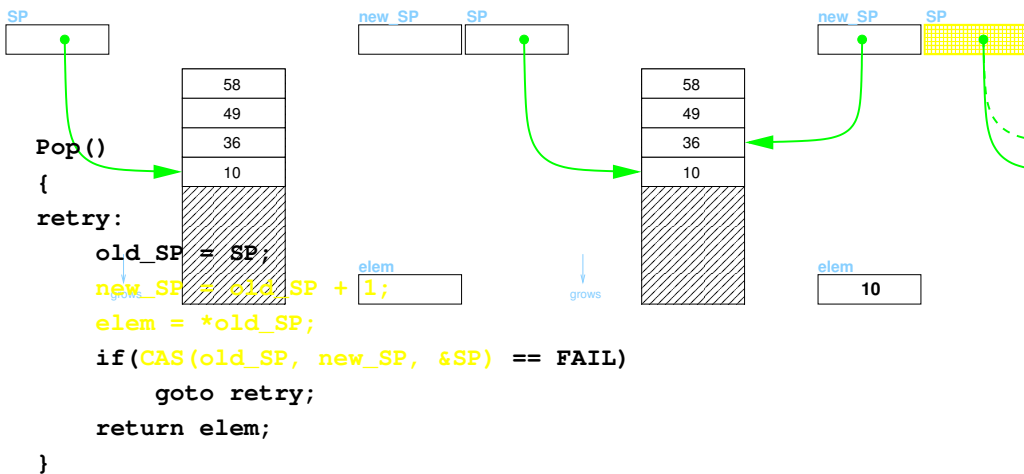 SP
new_SP SP
new_SP SP
58
49
36
10
58
49
36
10
Pop()
{
retry:
old_SP = SP;
new_SP = old_SP + 1;
grows
elem
grows
elem
10
elem = *old_SP;
if(CAS(old_SP, new_SP, &SP) == FAIL)
goto retry;
return elem;
}